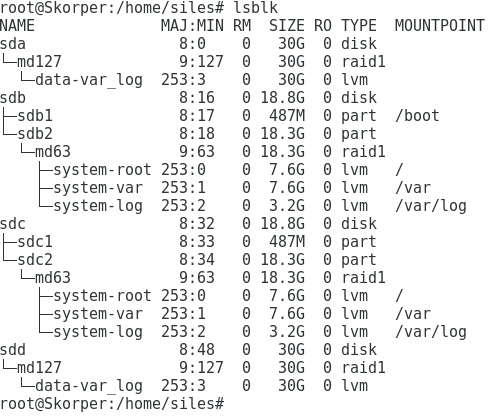 root@Skorper:/home/siles# lsblk
NAME                MAJ:MIN RM  SIZE RO TYPE  MOUNTPOINT
sda                   8:0    0   30G  0 disk
└─md127               9:127  0   30G  0 raid1
  └─data-var_log    253:3    0   30G  0 lvm
sdb                   8:16   0 18.8G  0 disk
├─sdb1                8:17   0  487M  0 part  /boot
└─sdb2                8:18   0 18.3G  0 part
  └─md63              9:63   0 18.3G  0 raid1
    ├─system-root   253:0    0  7.6G  0 lvm   /
    ├─system-var    253:1    0  7.6G  0 lvm   /var
    └─system-log    253:2    0  3.2G  0 lvm   /var/log
sdc                   8:32   0 18.8G  0 disk
├─sdc1                8:33   0  487M  0 part
└─sdc2                8:34   0 18.3G  0 part
  └─md63              9:63   0 18.3G  0 raid1
    ├─system-root   253:0    0  7.6G  0 lvm   /
    ├─system-var    253:1    0  7.6G  0 lvm   /var
    └─system-log    253:2    0  3.2G  0 lvm   /var/log
sdd                   8:48   0   30G  0 disk
└─md127               9:127  0   30G  0 raid1
  └─data-var_log    253:3    0   30G  0 lvm
root@Skorper:/home/siles#